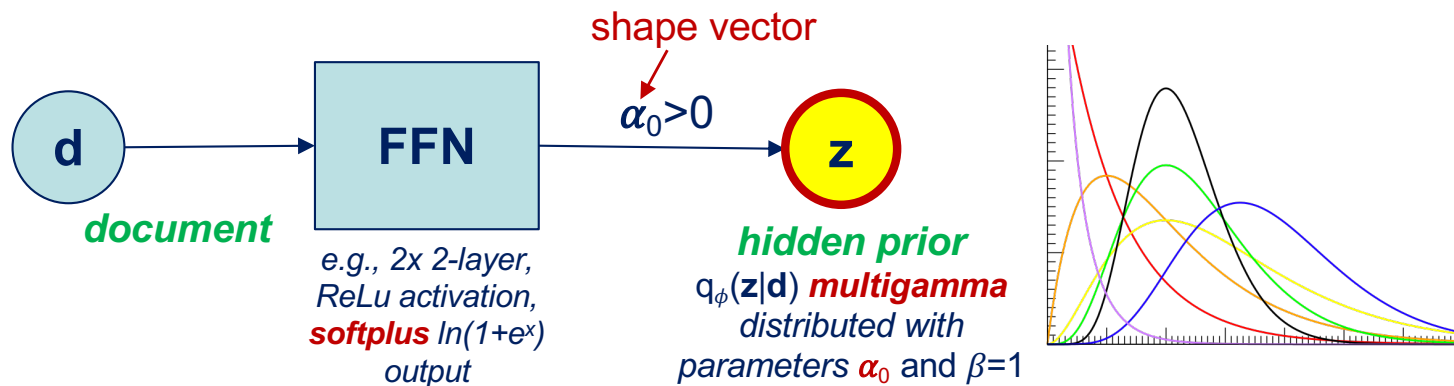 shape vector
α₀>0
d
FFN
z
document
e.g., 2x 2-layer,
ReLu activation,
softplus ln(1+eˣ)
output
hidden prior
qᵩ(z|d) multigamma
distributed with
parameters α₀ and β=1